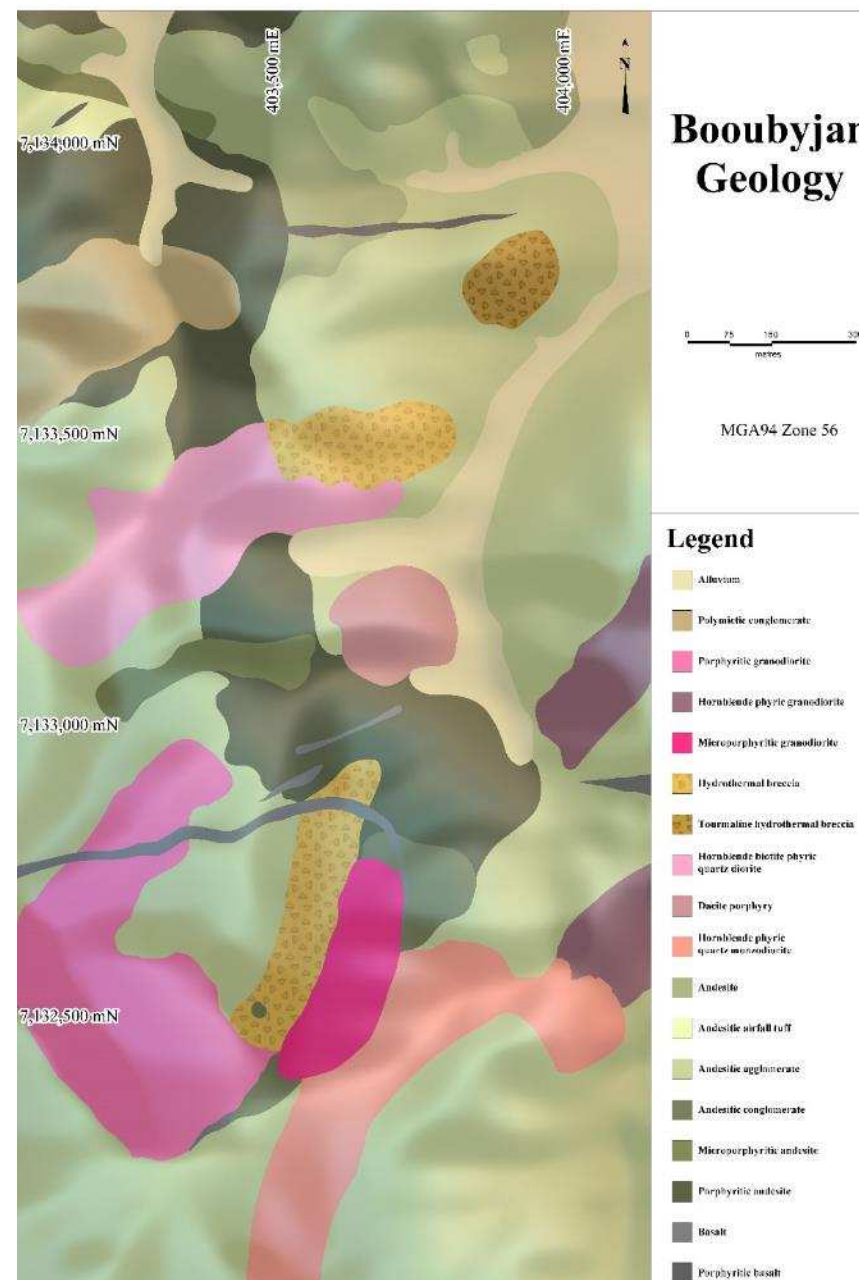 403,500 mE
404,000 mE
N
7,134,000 mN
7,133,500 mN
7,133,000 mN
7,132,500 mN
Booubyjan
Geology
0 75 150 30
metres
MGA94 Zone 56
Legend
Alluvium
Polymictic conglomerate
Porphyritic granodiorite
Hornblende phyric granodiorite
Microporphyritic granodiorite
Hydrothermal breccia
Tourmaline hydrothermal breccia
Hornblende biotite phyric
quartz diorite
Dacite porphyry
Hornblende phyric
quartz monzodiorite
Andesite
Andesitic airfall tuff
Andesitic agglomerate
Andesitic conglomerate
Microporphyritic andesite
Porphyritic andesite
Basalt
Porphyritic basalt